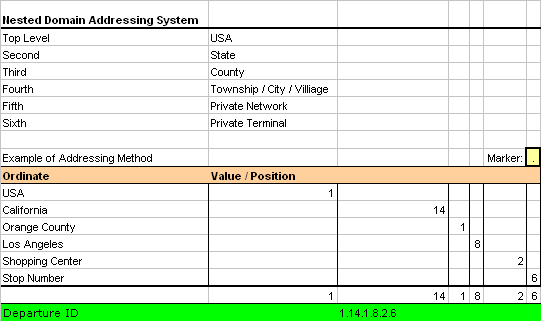 Nested Domain Addressing System
Top Level USA
Second State
Third County
Fourth Township / City / Villiage
Fifth Private Network
Sixth Private Terminal
Example of Addressing Method Marker: .
Ordinate Value / Position
USA 1
California 14
Orange County 1
Los Angeles 8
Shopping Center 2
Stop Number 6
1 14 1 8 2 6
Departure ID 1.14.1.8.2.6